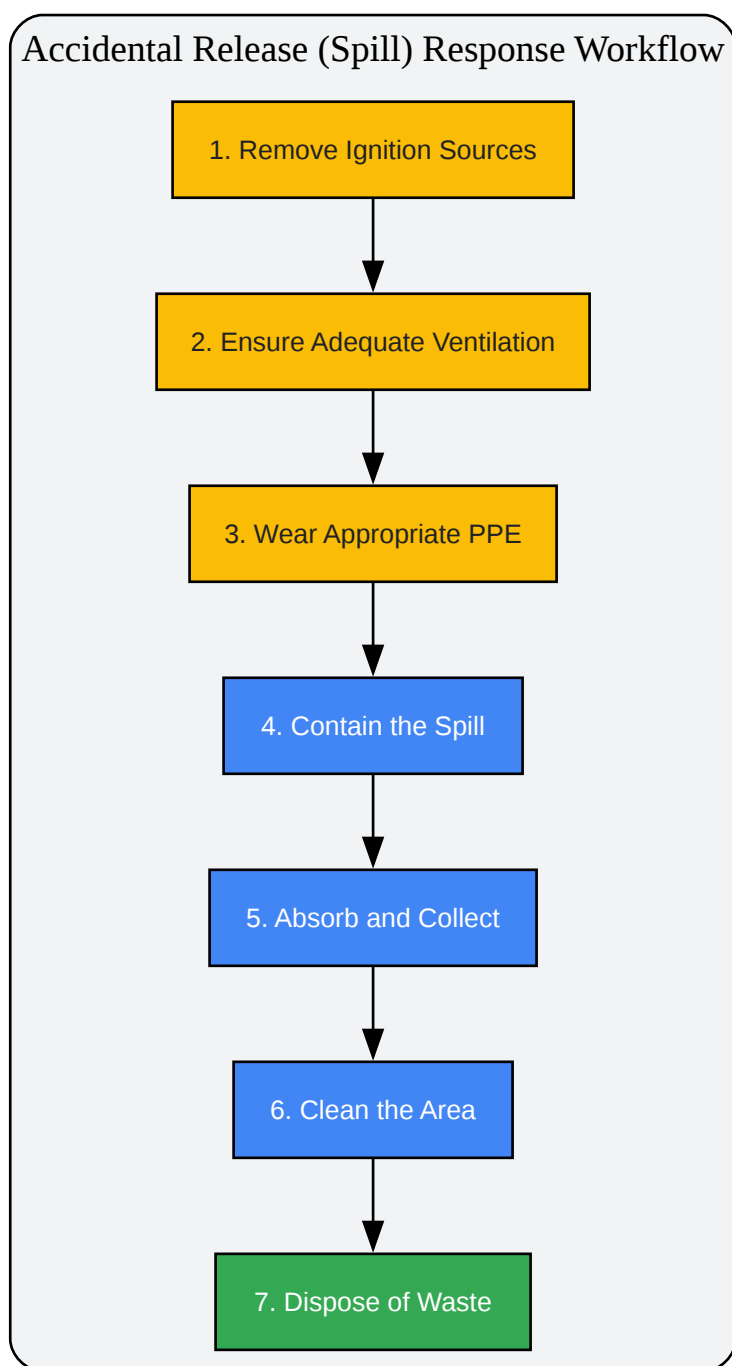 Accidental Release (Spill) Response Workflow
1. Remove Ignition Sources
2. Ensure Adequate Ventilation
3. Wear Appropriate PPE
4. Contain the Spill
5. Absorb and Collect
6. Clean the Area
7. Dispose of Waste